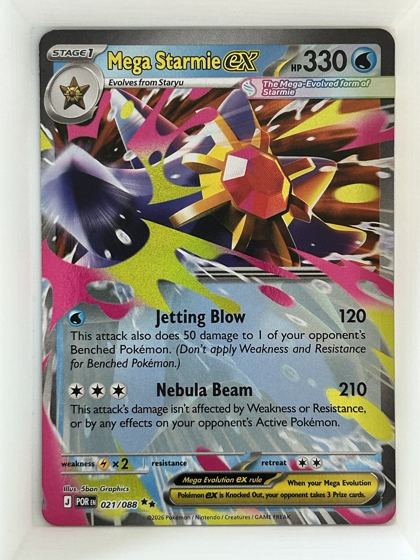 STAGE 1
Mega Starmie ex HP 330
Evolves from Staryu
The Mega-Evolved form of
Starmie
Jetting Blow 120
This attack also does 50 damage to 1 of your opponent's
Benched Pokémon. (Don't apply Weakness and Resistance
for Benched Pokémon.)
Nebula Beam 210
This attack's damage isn't affected by Weakness or Resistance,
or by any effects on your opponent's Active Pokémon.
weakness ×2 resistance retreat
Illus. 5ban Graphics
Mega Evolution ex rule When your Mega Evolution
Pokémon ex is Knocked Out, your opponent takes 3 Prize cards.
J POR EN 021/088
©2026 Pokémon / Nintendo / Creatures / GAME FREAK